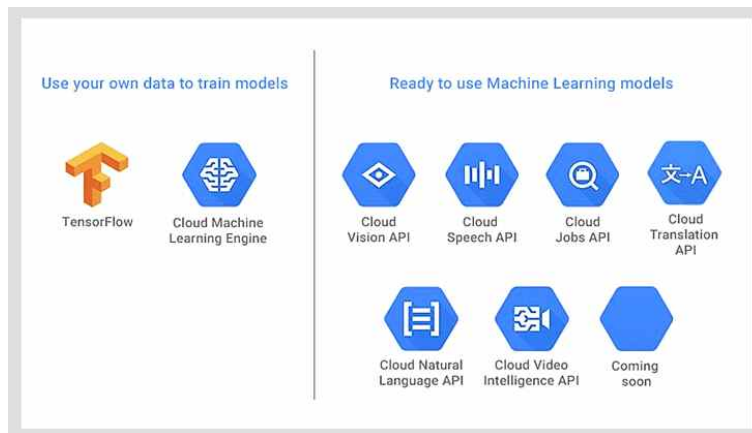 Use your own data to train models
Ready to use Machine Learning models
TensorFlow
Cloud Machine
Learning Engine
Cloud
Vision API
Cloud
Speech API
Cloud
Jobs API
文→A
Cloud
Translation
API
Cloud Natural
Language API
Cloud Video
Intelligence API
Coming
soon